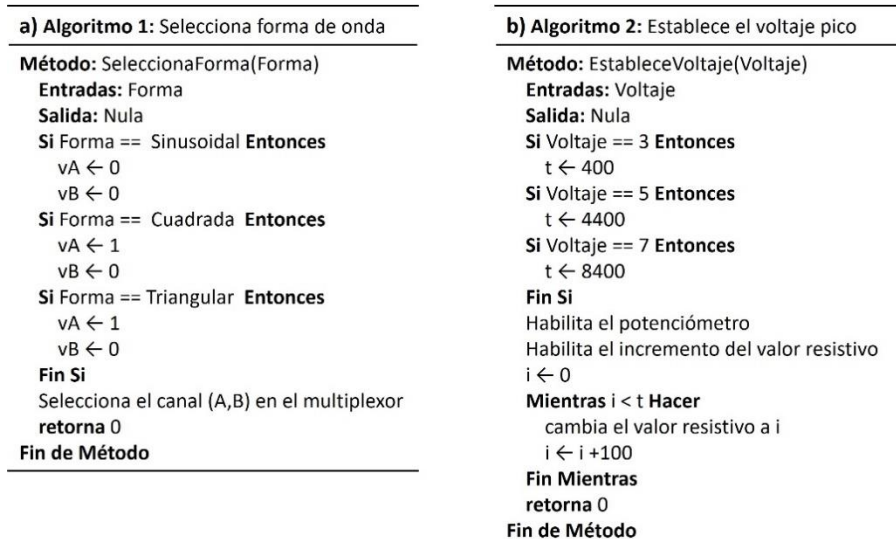 a) Algoritmo 1: Selecciona forma de onda
Método: SeleccionaForma(Forma)
Entradas: Forma
Salida: Nula
Si Forma == Sinusoidal Entonces
vA ← 0
vB ← 0
Si Forma == Cuadrada Entonces
vA ← 1
vB ← 0
Si Forma == Triangular Entonces
vA ← 1
vB ← 0
Fin Si
Selecciona el canal (A,B) en el multiplexor
retorna 0
Fin de Método
b) Algoritmo 2: Establece el voltaje pico
Método: EstableceVoltaje(Voltaje)
Entradas: Voltaje
Salida: Nula
Si Voltaje == 3 Entonces
t ← 400
Si Voltaje == 5 Entonces
t ← 4400
Si Voltaje == 7 Entonces
t ← 8400
Fin Si
Habilita el potenciómetro
Habilita el incremento del valor resistivo
i ← 0
Mientras i < t Hacer
cambia el valor resistivo a i
i ← i +100
Fin Mientras
retorna 0
Fin de Método